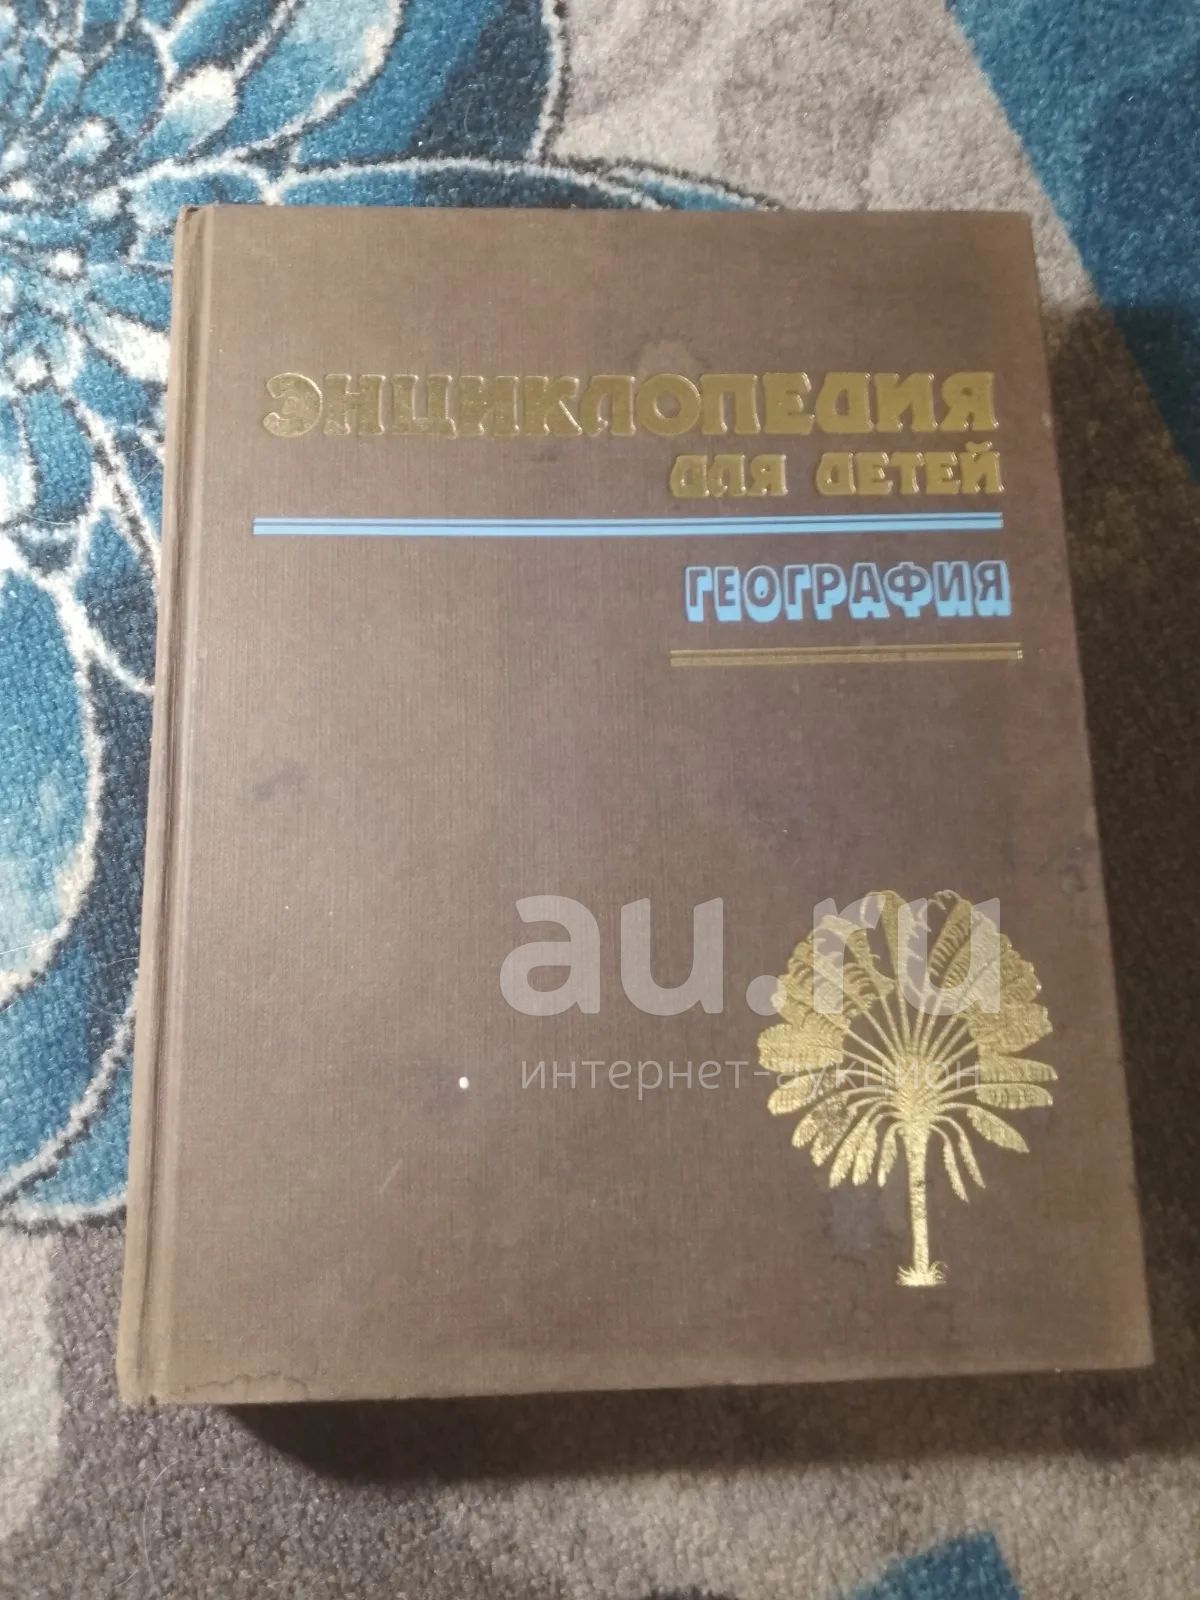 ЭНЦИКЛОПЕДИЯ
ДЛЯ ДЕТЕЙ
ГЕОГРАФИЯ
au.ru
интернет-аукцион